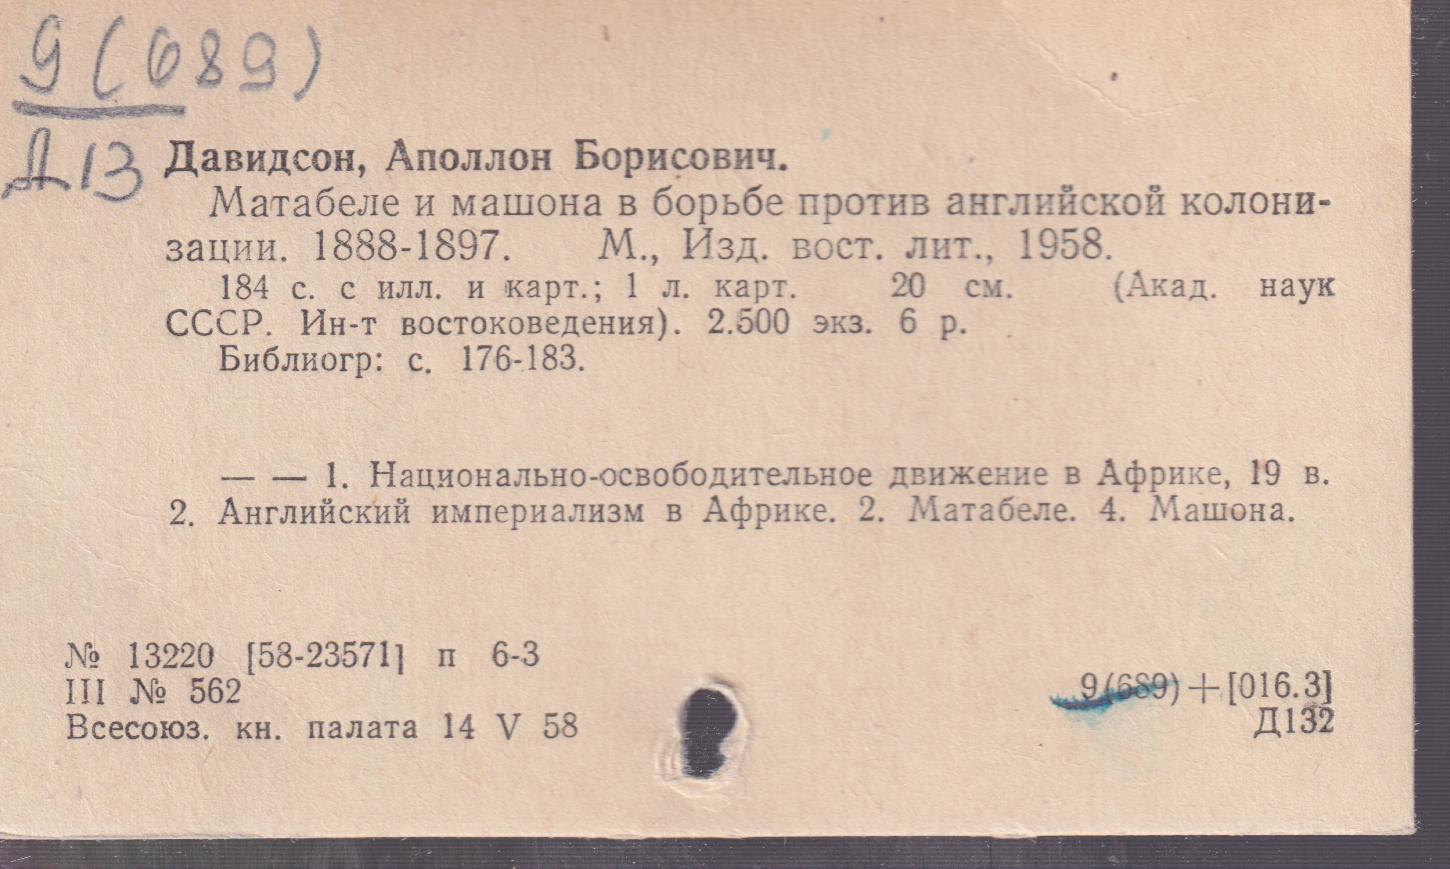 9(689)
Д13
Давидсон, Аполлон Борисович.
Матабеле и машона в борьбе против английской колони-
зации. 1888-1897. М., Изд. вост. лит., 1958.
184 с. с илл. и карт.; 1 л. карт. 20 см. (Акад. наук
СССР. Ин-т востоковедения). 2.500 экз. 6 р.
Библиогр: с. 176-183.
— — 1. Национально-освободительное движение в Африке, 19 в.
2. Английский империализм в Африке. 2. Матабеле. 4. Машона.
№ 13220 [58-23571] п 6-3
III № 562
Всесоюз. кн. палата 14 V 58
9(689)+[016.3]
Д132